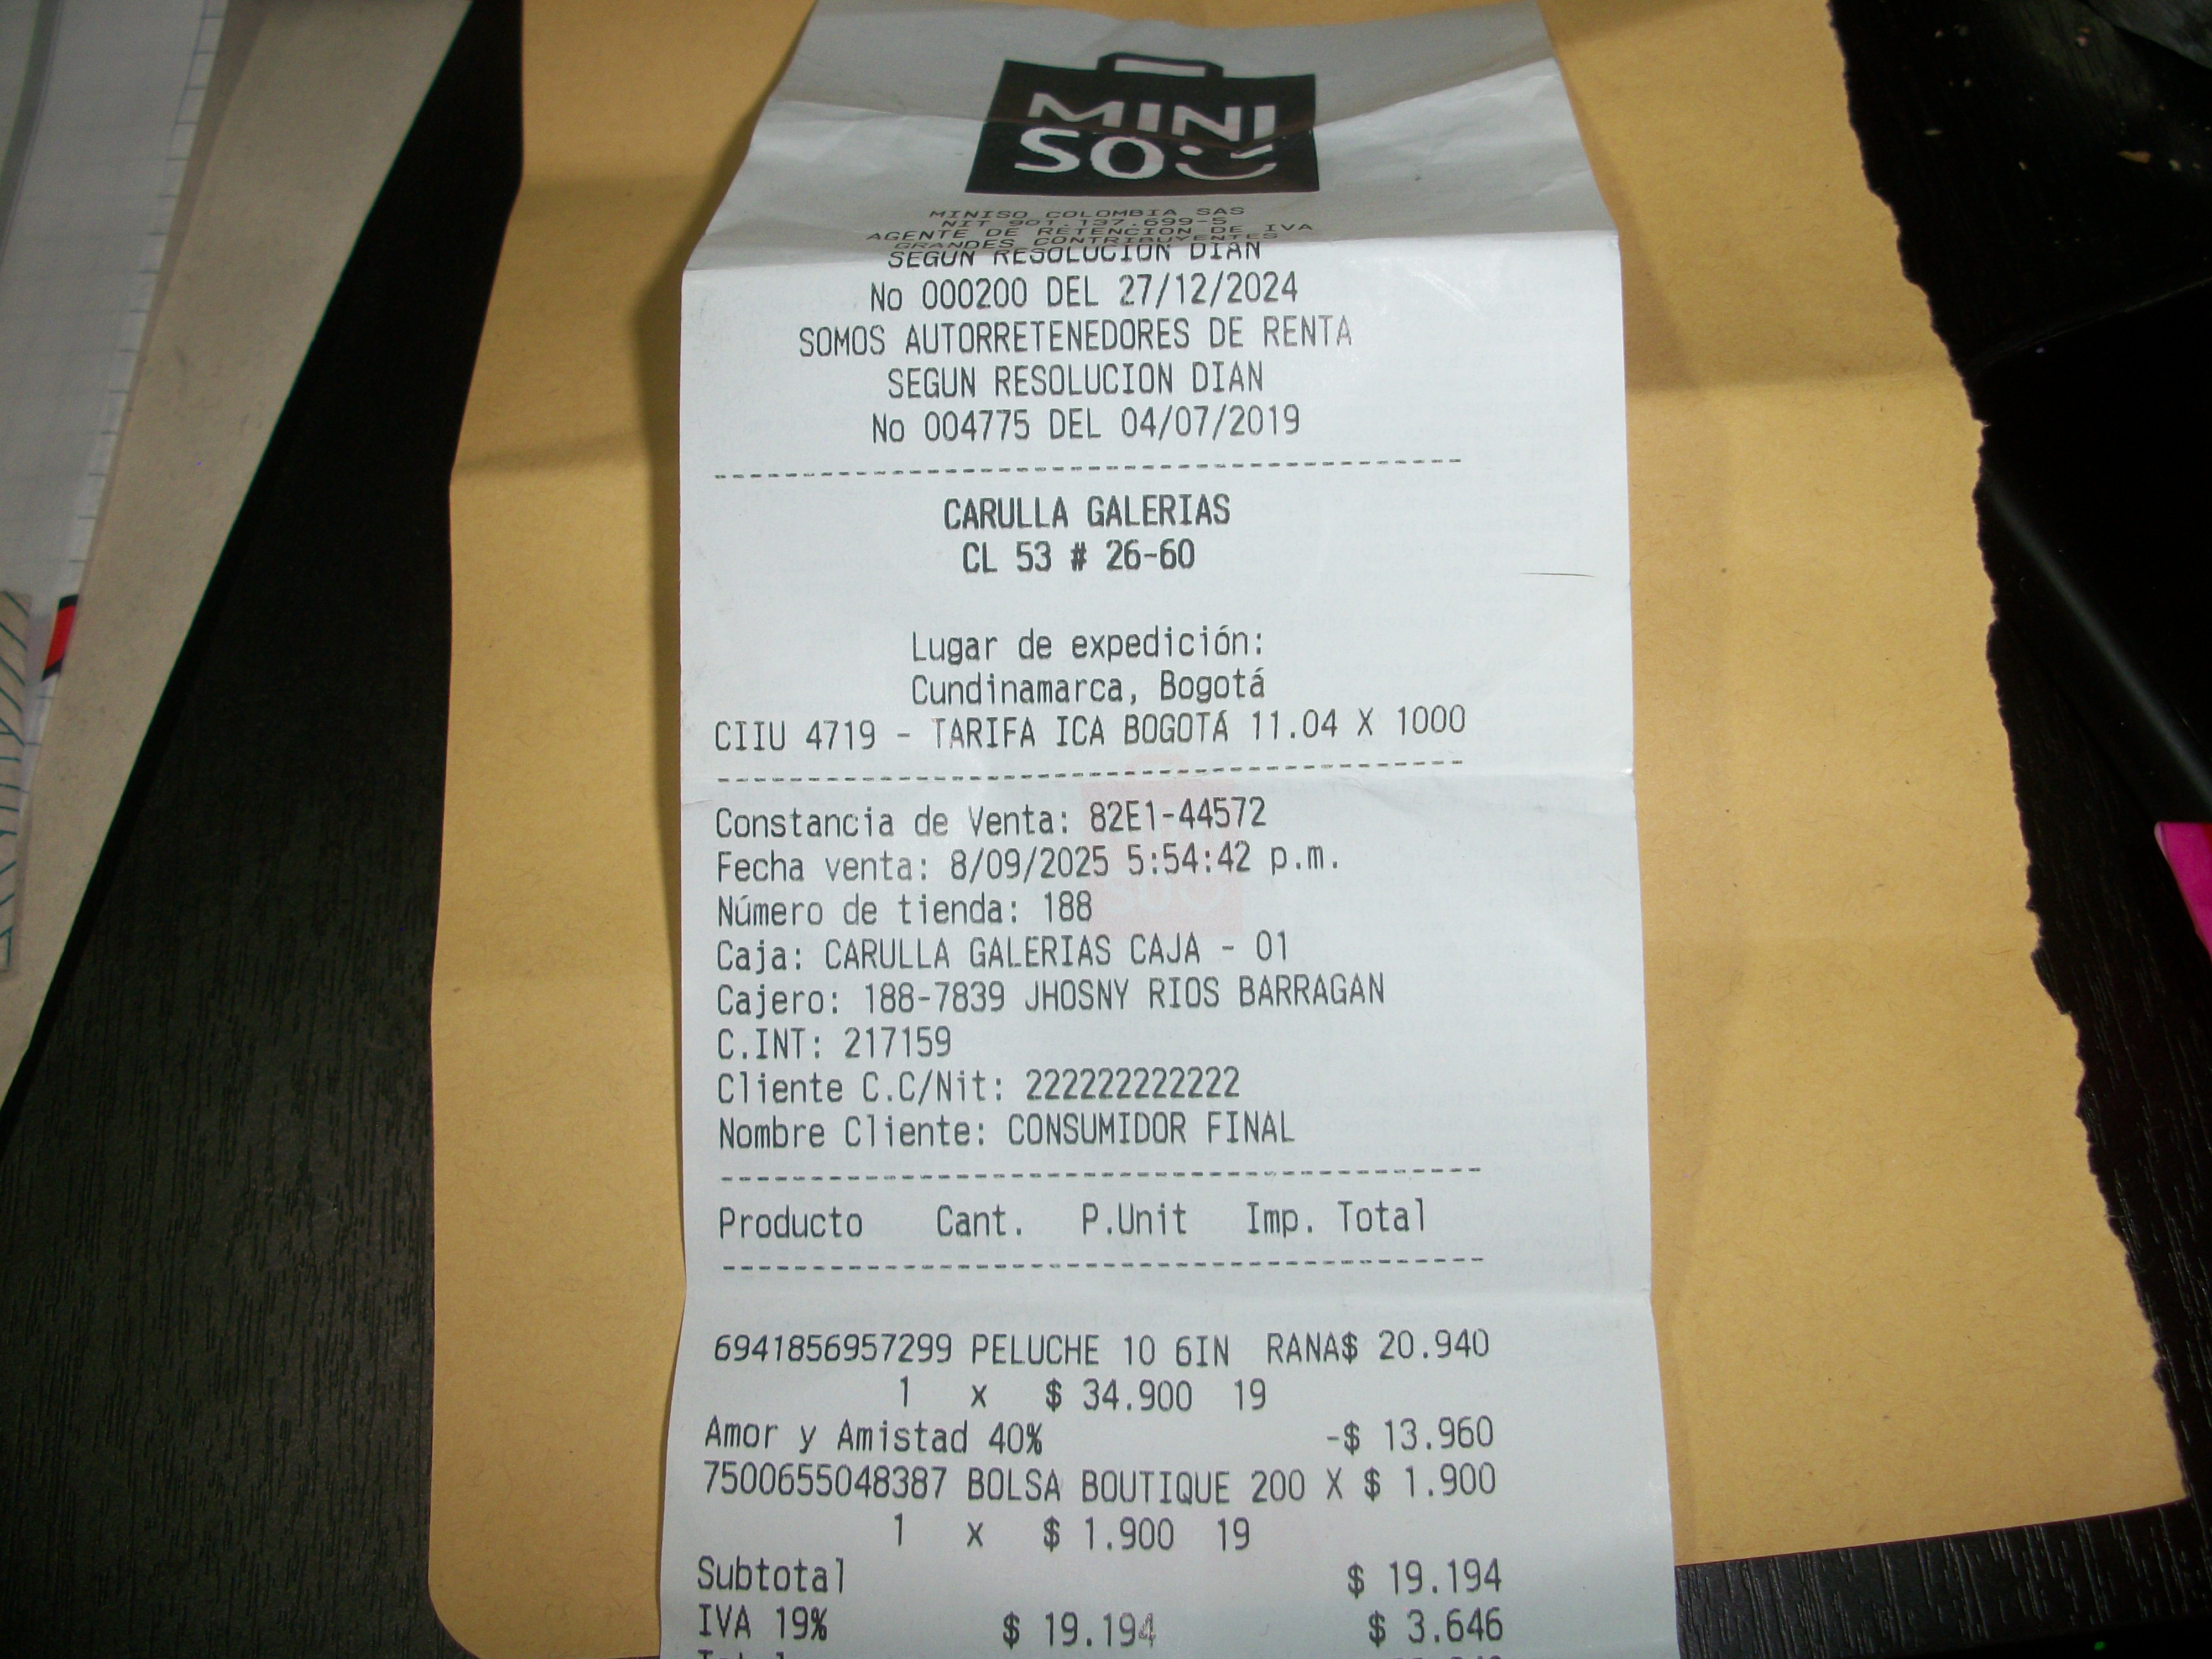 MINI
SO
MINISO COLOMBIA SAS
NIT 901.137.699-5
AGENTE DE RETENCION DE IVA
GRANDES CONTRIBUYENTES
SEGUN RESOLUCION DIAN
No 000200 DEL 27/12/2024
SOMOS AUTORRETENEDORES DE RENTA
SEGUN RESOLUCION DIAN
No 004775 DEL 04/07/2019
CARULLA GALERIAS
CL 53 # 26-60
Lugar de expedición:
Cundinamarca, Bogotá
CIIU 4719 - TARIFA ICA BOGOTÁ 11.04 X 1000
Constancia de Venta: 82E1-44572
Fecha venta: 8/09/2025 5:54:42 p.m.
Número de tienda: 188
Caja: CARULLA GALERIAS CAJA - 01
Cajero: 188-7839 JHOSNY RIOS BARRAGAN
C.INT: 217159
Cliente C.C/Nit: 222222222222
Nombre Cliente: CONSUMIDOR FINAL
Producto Cant. P.Unit Imp. Total
6941856957299 PELUCHE 10 6IN RANA$ 20.940
1 x $ 34.900 19
Amor y Amistad 40% -$ 13.960
7500655048387 BOLSA BOUTIQUE 200 X $ 1.900
1 x $ 1.900 19
Subtotal $ 19.194
IVA 19% $ 19.194 $ 3.646